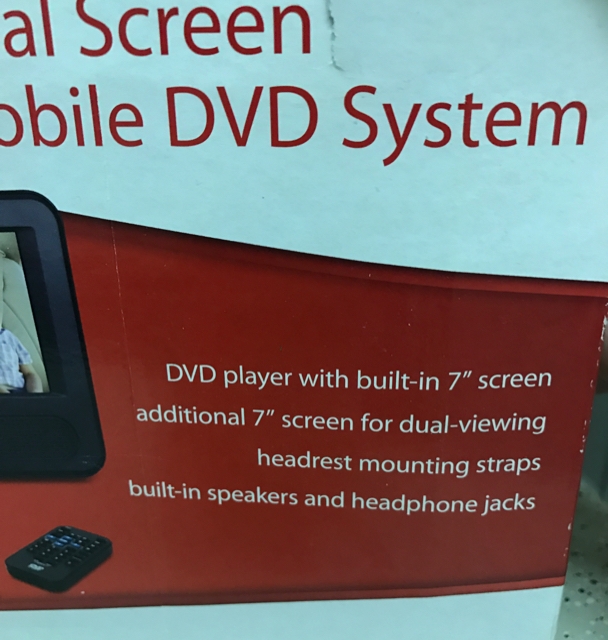 al Screen
obile DVD System
DVD player with built-in 7” screen
additional 7” screen for dual-viewing
headrest mounting straps
built-in speakers and headphone jacks